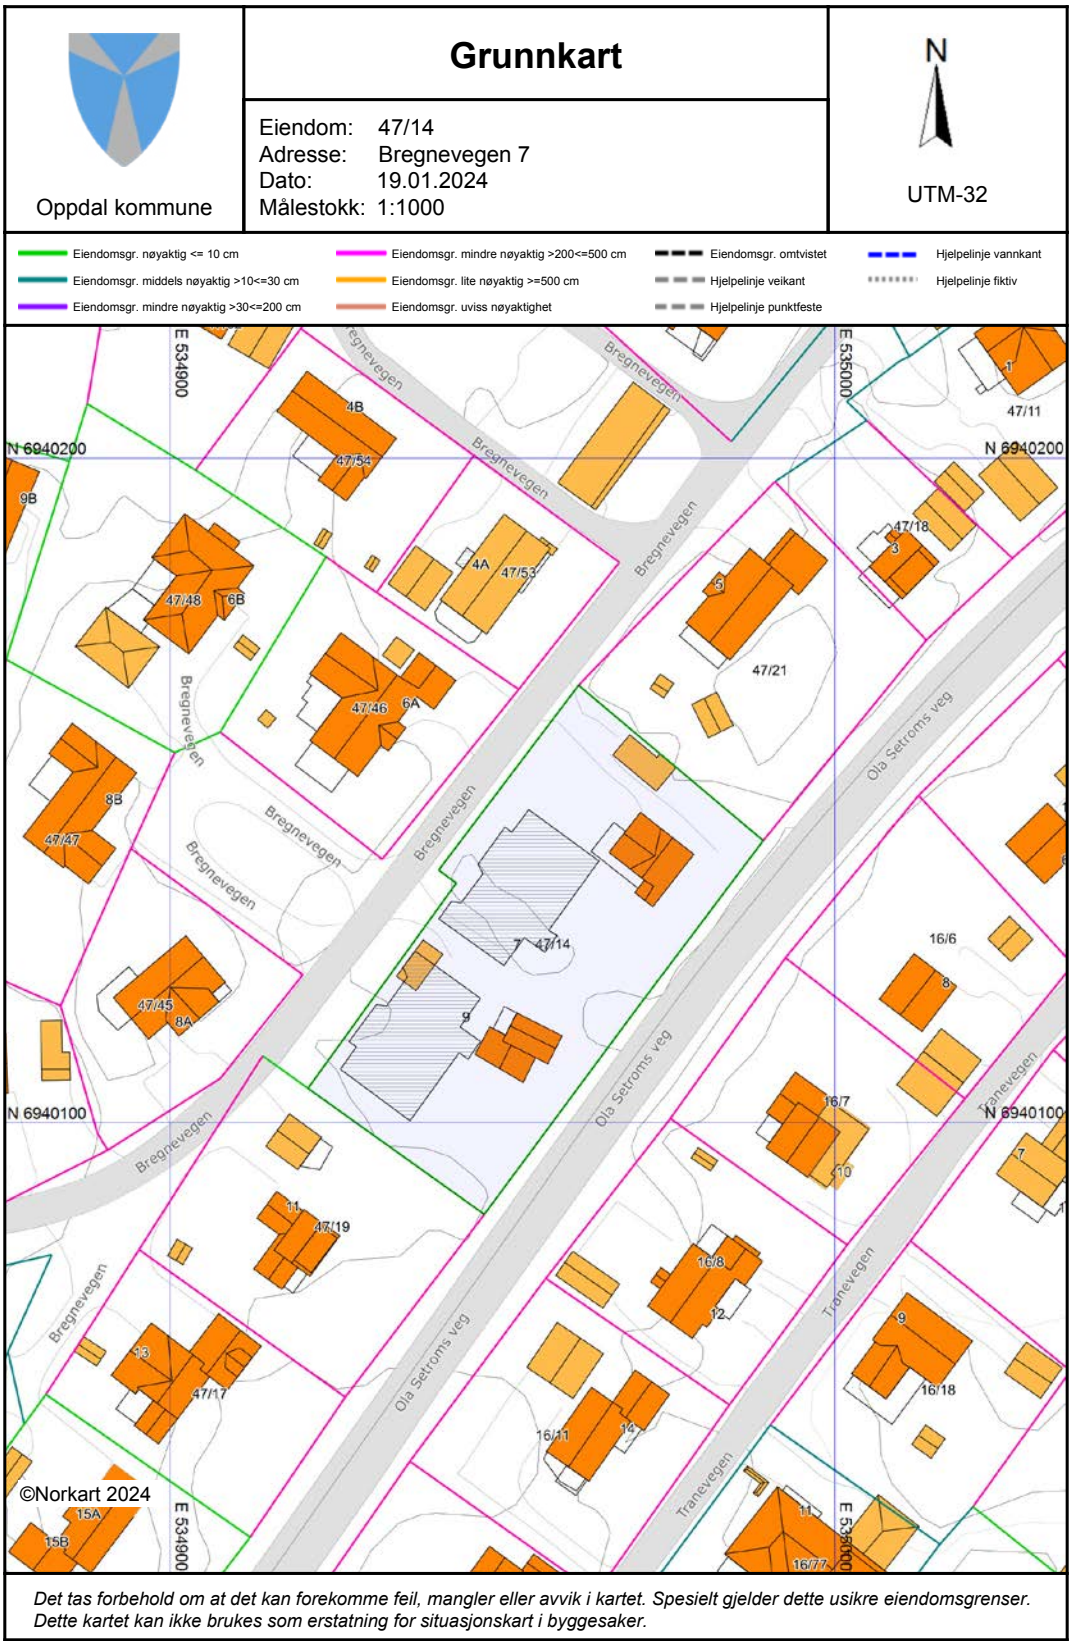 Grunnkart
Oppdal kommune
Eiendom: 47/14
Adresse: Bregnevegen 7
Dato: 19.01.2024
Målestokk: 1:1000
N
UTM-32
Eiendomsgr. nøyaktig <= 10 cm
Eiendomsgr. middels nøyaktig >10<=30 cm
Eiendomsgr. mindre nøyaktig >30<=200 cm
Eiendomsgr. mindre nøyaktig >200<=500 cm
Eiendomsgr. lite nøyaktig >=500 cm
Eiendomsgr. uviss nøyaktighet
Eiendomsgr. omtvistet
Hjelpelinje veikant
Hjelpelinje punktfeste
Hjelpelinje vannkant
Hjelpelinje fiktiv
E 534900
E 535000
Bregnevegen
1
47/11
4B
N 6940200
N 6940200
47/54
Bregnevegen
9B
Bregnevegen
47/18
3
4A
47/53
Bregnevegen
5
47/48
6B
47/21
47/46
6A
Bregnevegen
Ola Setroms veg
8B
47/47
Bregnevegen
Bregnevegen
Bregnevegen
7
47/14
16/6
8
47/45
8A
9
Ola Setroms veg
Tranevegen
N 6940100
N 6940100
16/7
Bregnevegen
7
10
11
47/19
16/8
12
Bregnevegen
Tranevegen
9
13
47/17
Ola Setroms veg
16/18
16/11
14
Tranevegen
©Norkart 2024
15A
15B
E 534900
11
E 535000
16/77
Det tas forbehold om at det kan forekomme feil, mangler eller avvik i kartet. Spesielt gjelder dette usikre eiendomsgrenser.
Dette kartet kan ikke brukes som erstatning for situasjonskart i byggesaker.